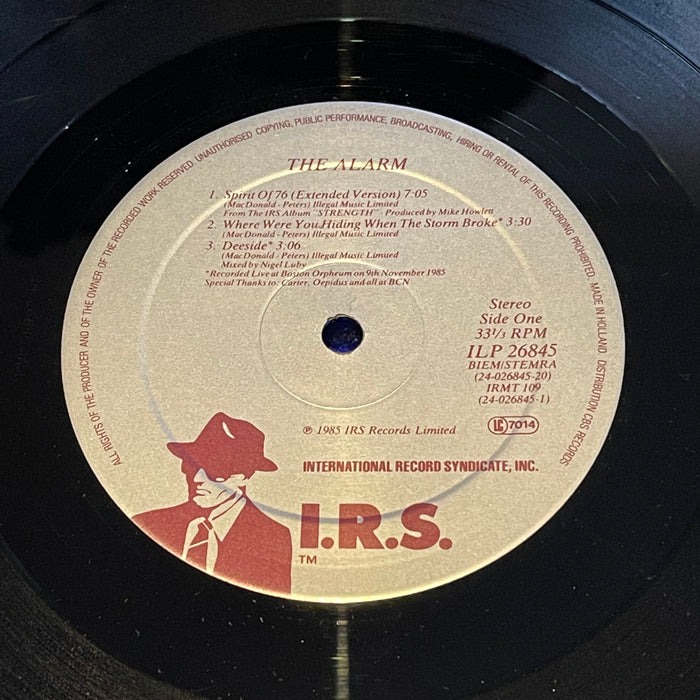 ALL RIGHTS OF THE PRODUCER AND OF THE OWNER OF THE RECORDED WORK RESERVED. UNAUTHORISED COPYING, PUBLIC PERFORMANCE, BROADCASTING, HIRING OR RENTAL OF THIS RECORDING PROHIBITED. MADE IN HOLLAND. DISTRIBUTION CBS RECORDS
THE ALARM
1. Spirit Of 76 (Extended Version) 7:05
(MacDonald - Peters) Illegal Music Limited
From The IRS Album "STRENGTH" - Produced by Mike Howlett
2. Where Were You Hiding When The Storm Broke* 3:30
(MacDonald - Peters) Illegal Music Limited
3. Deeside* 3:06
(MacDonald - Peters) Illegal Music Limited
Mixed by Nigel Luby
*Recorded Live at Boston Orpheum on 9th November 1985
Special Thanks to: Carter, Oepidus and all at BCN
Stereo
Side One
33⅓ RPM
ILP 26845
BIEM/STEMRA
(24-026845-20)
IRMT 109
(24-026845-1)
LC 7014
℗ 1985 IRS Records Limited
INTERNATIONAL RECORD SYNDICATE, INC.
I.R.S.
TM